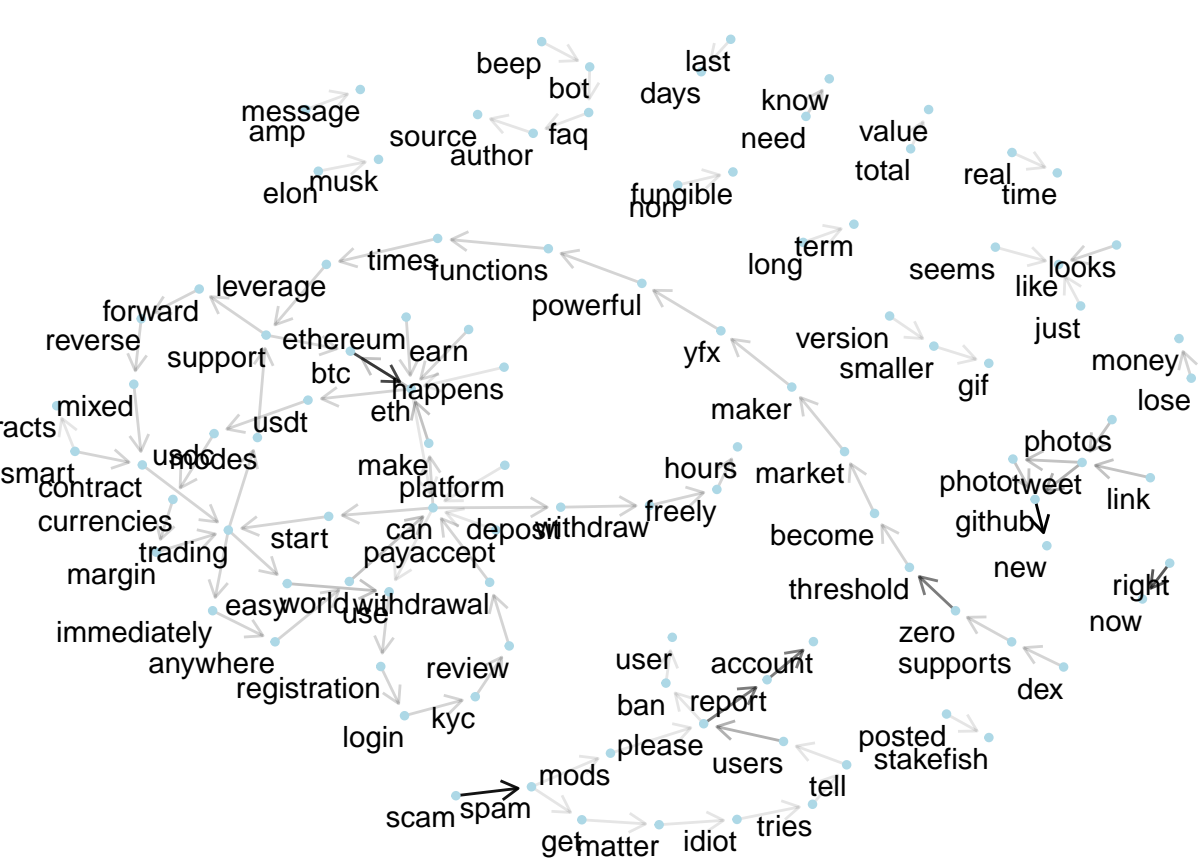 beep
last
bot
days
know
message
amp
source
faq
need
value
author
total
musk
elon
real
time
fungible
non
term
long
times
functions
seems
looks
like
leverage
powerful
forward
just
reverse
ethereum
version
support
earn
yfx
money
btc
smaller
happens
gif
lose
mixed
eth
maker
usdt
racts
photos
usdc
modes
make
hours
market
smart
contract
platform
photo
tweet
link
currencies
can
deposit
withdraw
freely
github
start
become
trading
pay
accept
margin
new
threshold
right
easy
world
withdrawal
use
now
immediately
zero
anywhere
review
user
account
supports
registration
dex
ban
report
kyc
login
please
posted
users
stakefish
mods
tell
scam
spam
tries
get
matter
idiot